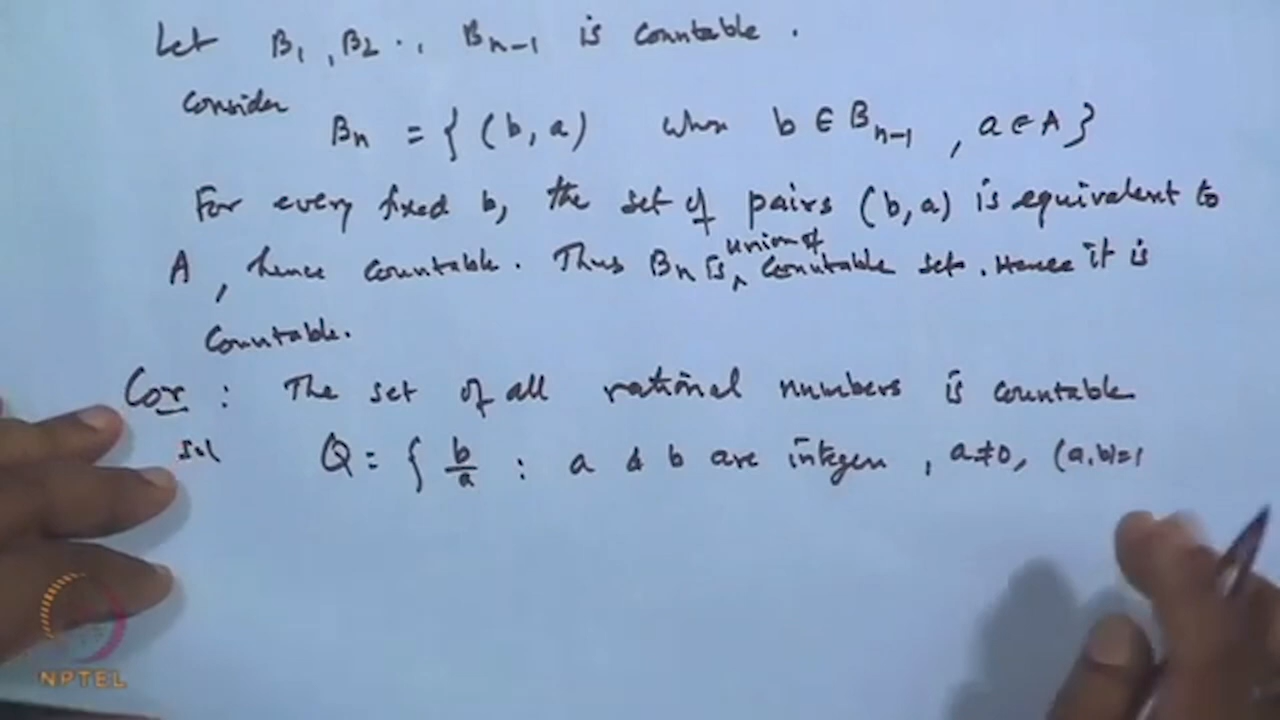 Let B1, B2 .., Bn-1 is countable.
Consider
Bn = { (b, a) when b ∈ Bn-1, a ∈ A }
For every fixed b, the set of pairs (b, a) is equivalent to
A, hence countable. Thus Bn is union of countable set. Hence it is
Countable.
Cor : The set of all rational numbers is countable
Sol Q = { b/a : a & b are integers, a≠0, (a,b)=1
NPTEL